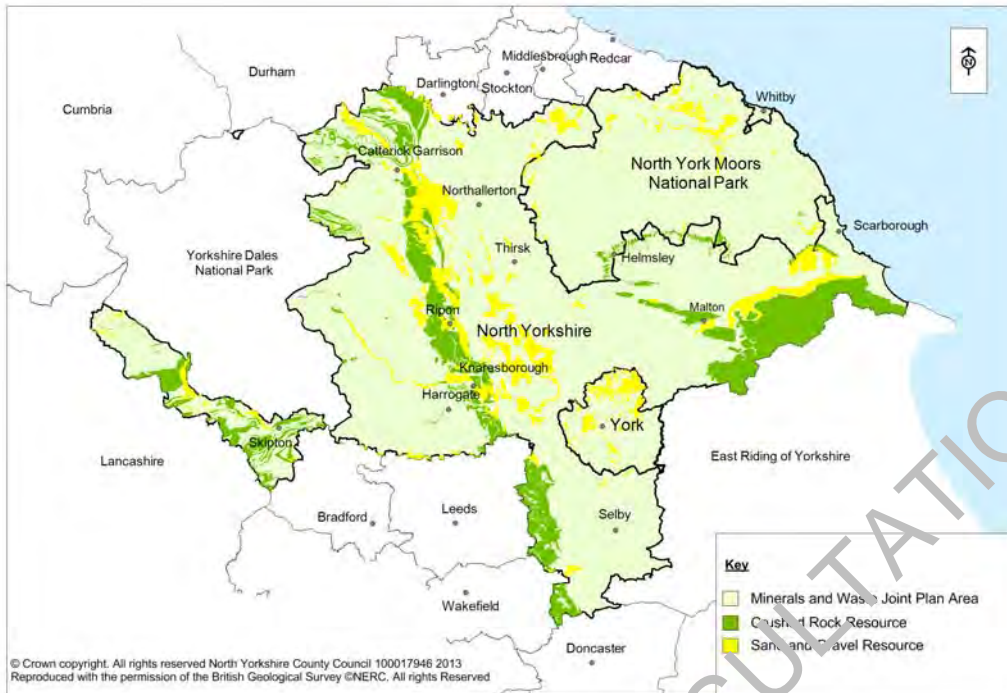 Middlesbrough
Redcar
Durham
Darlington
Stockton
N
Cumbria
Whitby
Catterick Garrison
North York Moors
National Park
Northallerton
Scarborough
Thirsk
Helmsley
Yorkshire Dales
National Park
Malton
Ripon
North Yorkshire
Knaresborough
Harrogate
York
Skipton
Lancashire
East Riding of Yorkshire
Bradford
Leeds
Selby
Wakefield
Doncaster
Key
Minerals and Waste Joint Plan Area
Crushed Rock Resource
Sand and Gravel Resource
© Crown copyright. All rights reserved North Yorkshire County Council 100017946 2013
Reproduced with the permission of the British Geological Survey ©NERC. All rights Reserved
CULTATIO